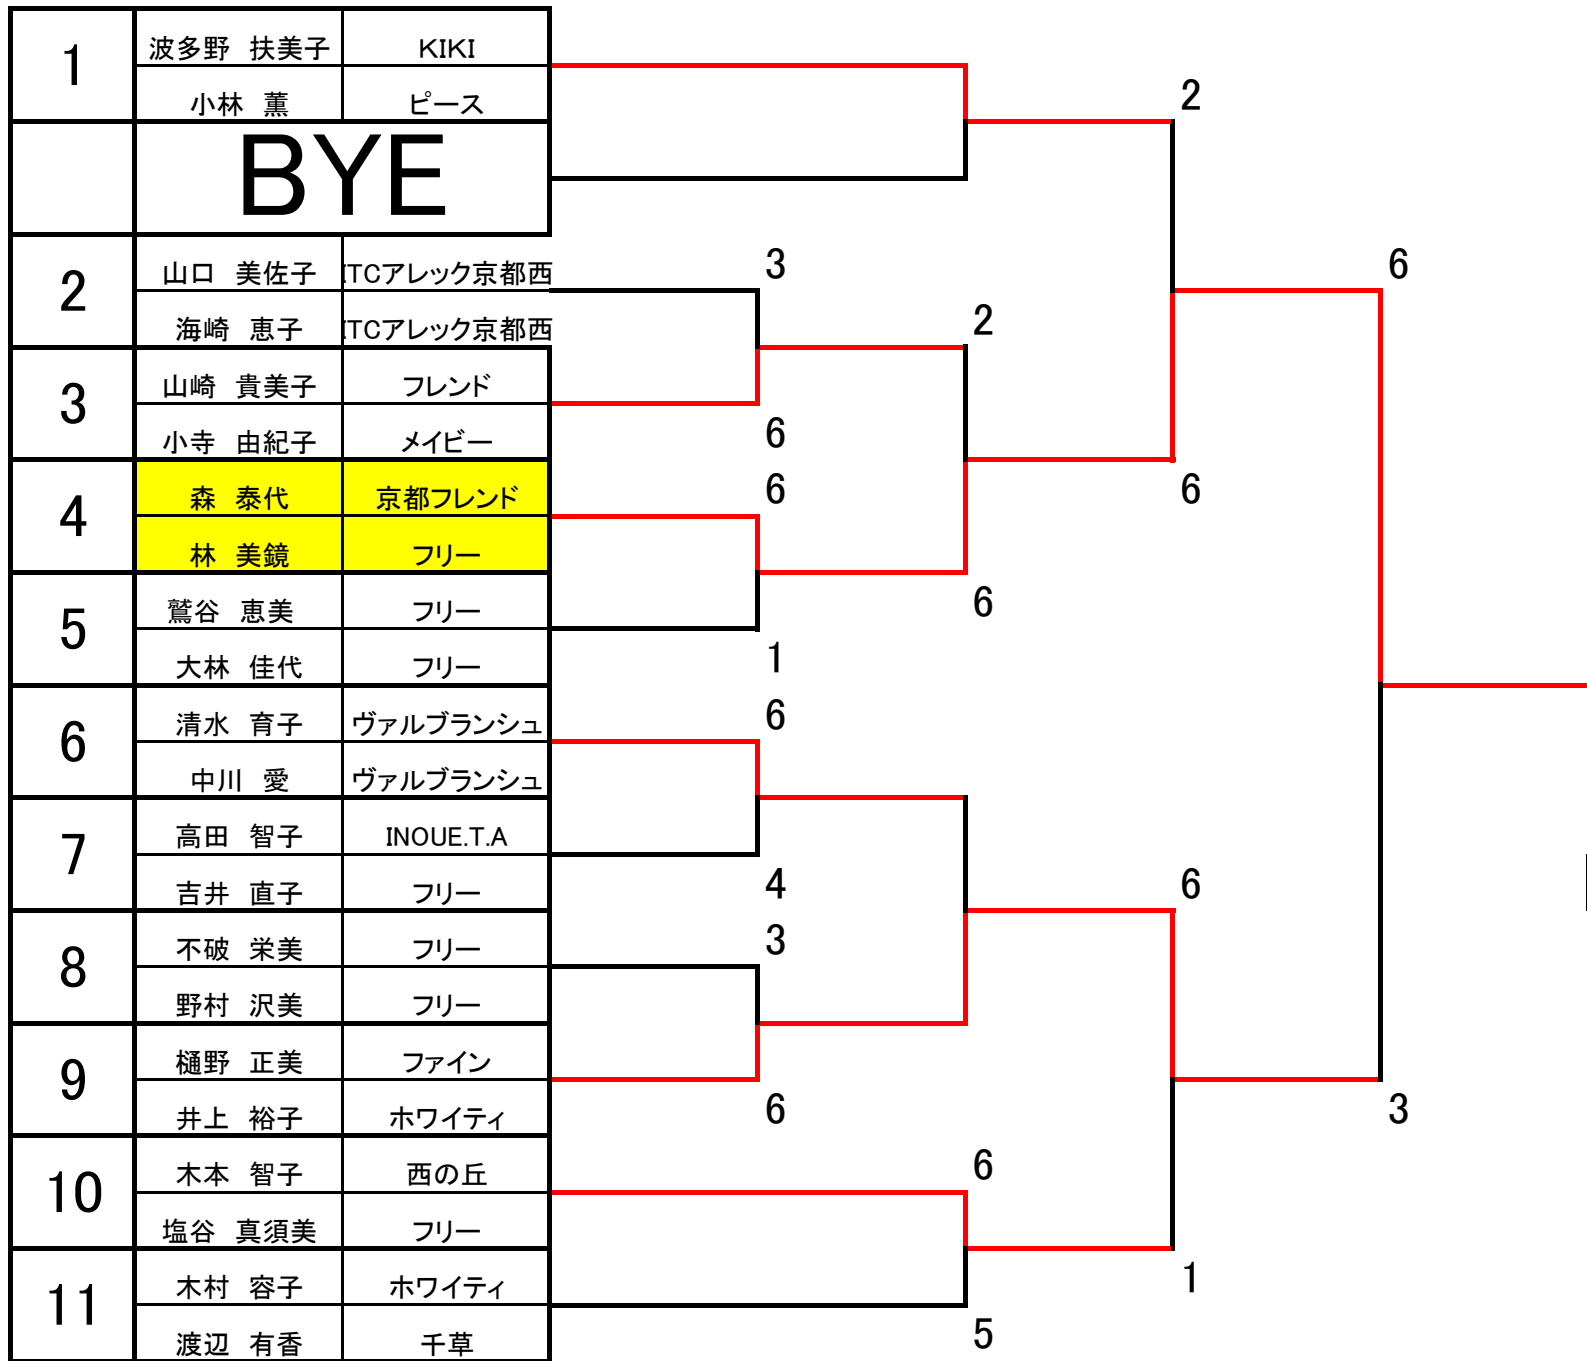 1 波多野 扶美子 KIKI
小林 薫 ピース
2
BYE
2 山口 美佐子 ITCアレック京都西 3 6
海崎 恵子 ITCアレック京都西 2
3 山崎 貴美子 フレンド
小寺 由紀子 メイビー 6
4 森 泰代 京都フレンド 6 6
林 美鏡 フリー
5 鷲谷 恵美 フリー 6
大林 佳代 フリー 1
6 清水 育子 ヴァルブランシュ 6
中川 愛 ヴァルブランシュ
7 高田 智子 INOUE.T.A
吉井 直子 フリー 4 6
8 不破 栄美 フリー 3
野村 沢美 フリー
9 樋野 正美 ファイン
井上 裕子 ホワイティ 6 3
10 木本 智子 西の丘 6
塩谷 真須美 フリー
11 木村 容子 ホワイティ 1
渡辺 有香 千草 5